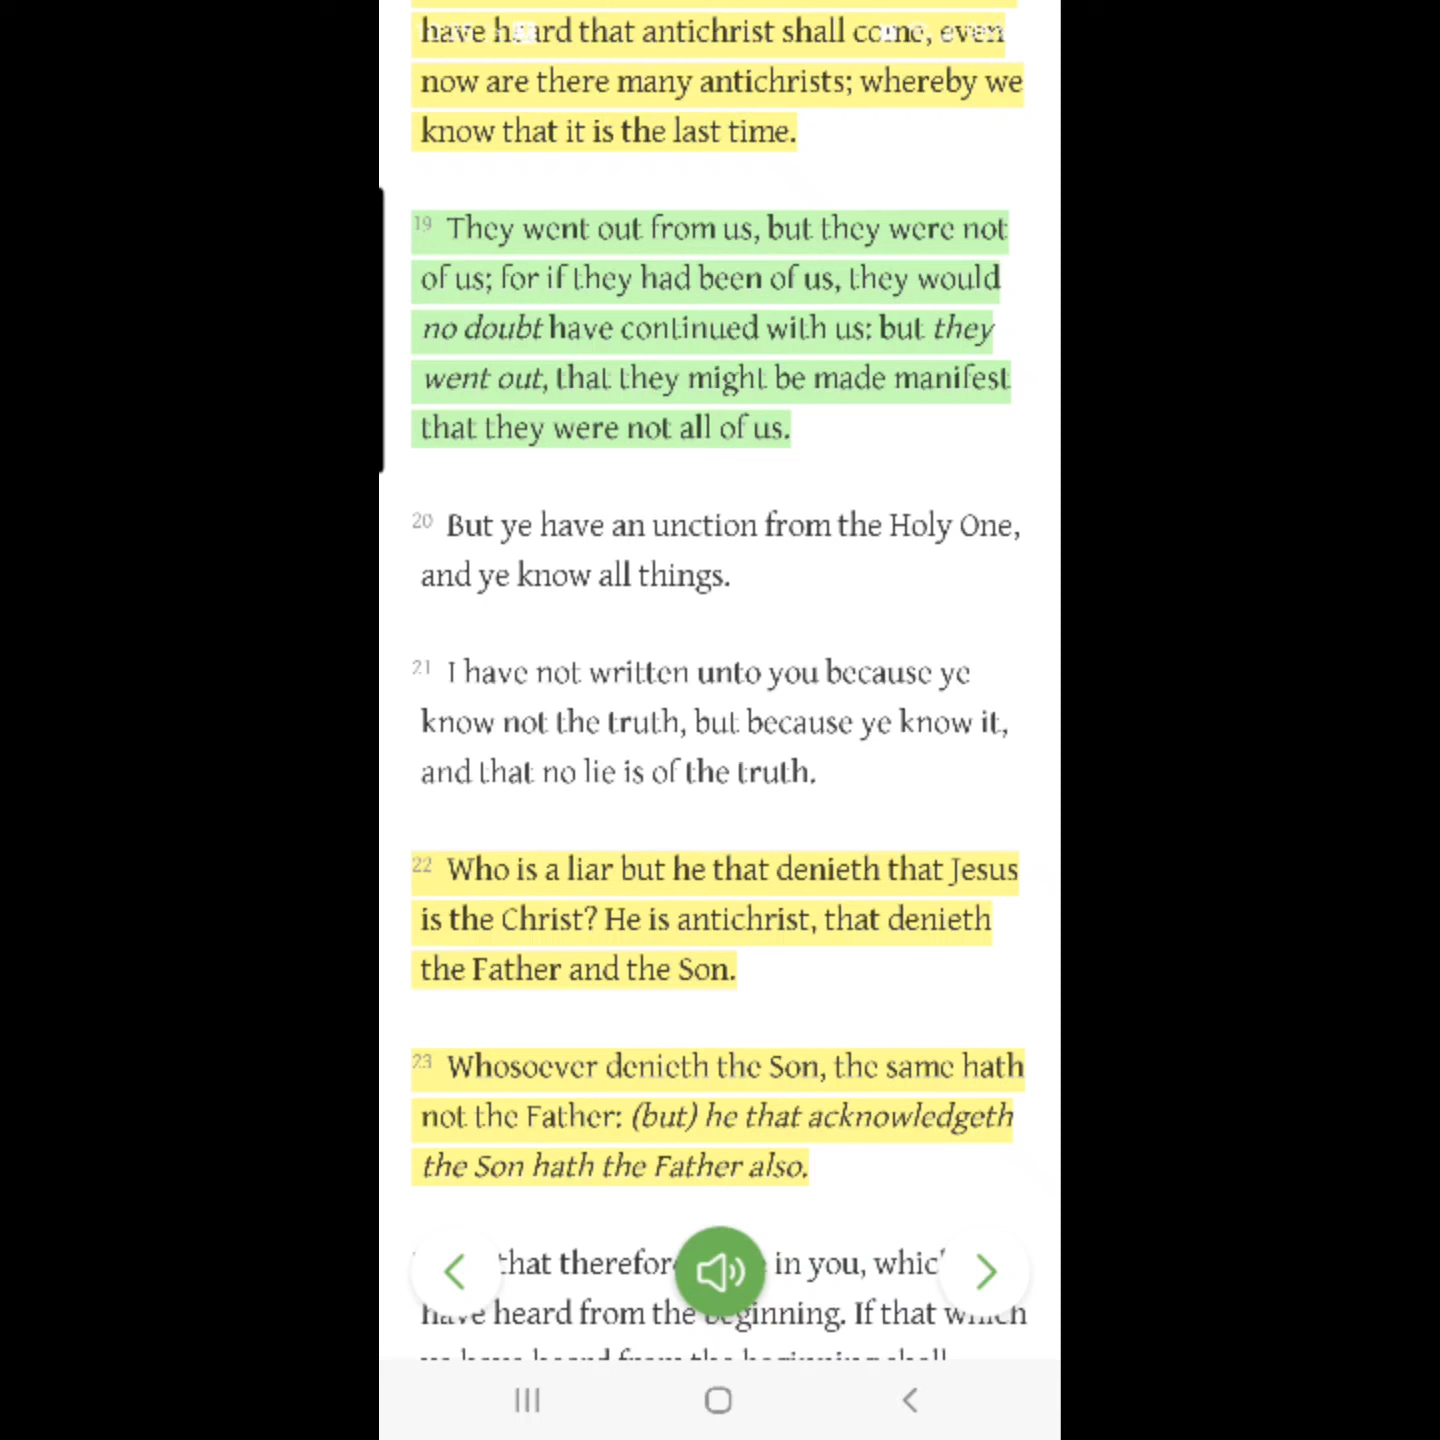 have heard that antichrist shall come, even
now are there many antichrists; whereby we
know that it is the last time.
19 They went out from us, but they were not
of us; for if they had been of us, they would
no doubt have continued with us: but they
went out, that they might be made manifest
that they were not all of us.
20 But ye have an unction from the Holy One,
and ye know all things.
21 I have not written unto you because ye
know not the truth, but because ye know it,
and that no lie is of the truth.
22 Who is a liar but he that denieth that Jesus
is the Christ? He is antichrist, that denieth
the Father and the Son.
23 Whosoever denieth the Son, the same hath
not the Father: (but) he that acknowledgeth
the Son hath the Father also.
that in you,
have heard from the beginning. If that which